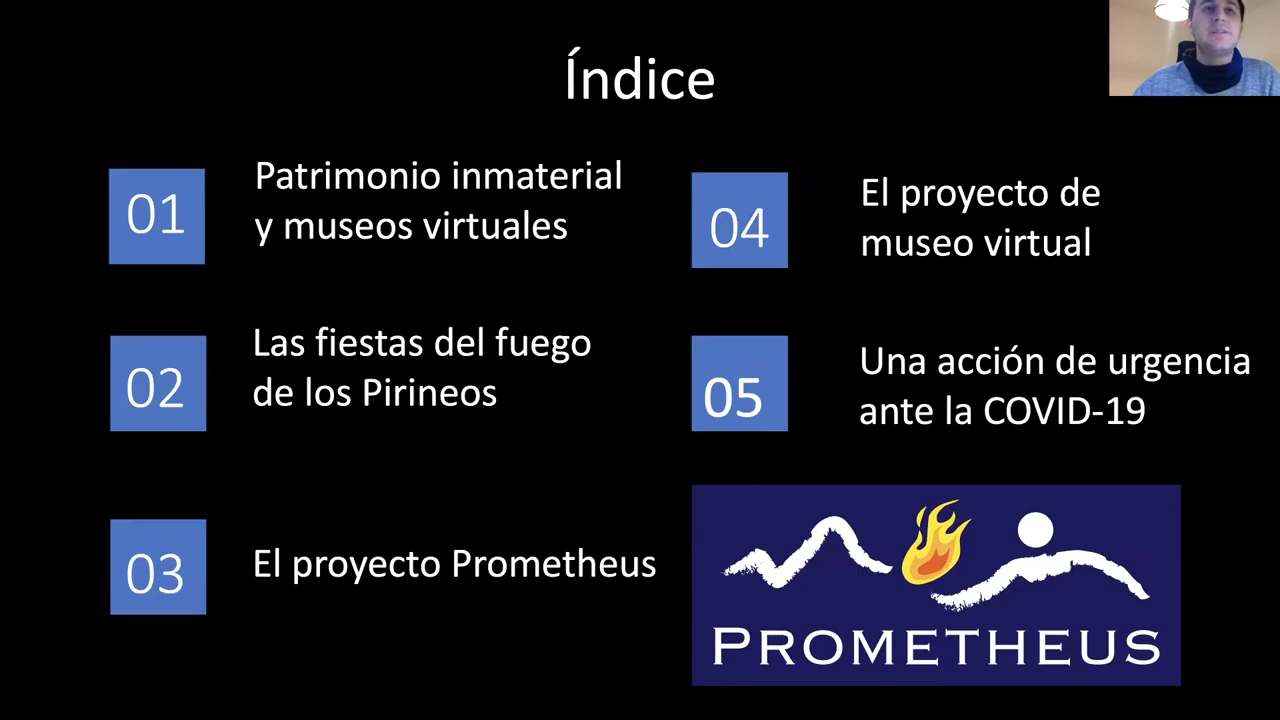 Índice
01
Patrimonio inmaterial
y museos virtuales
02
Las fiestas del fuego
de los Pirineos
03
El proyecto Prometheus
04
El proyecto de
museo virtual
05
Una acción de urgencia
ante la COVID-19
PROMETHEUS